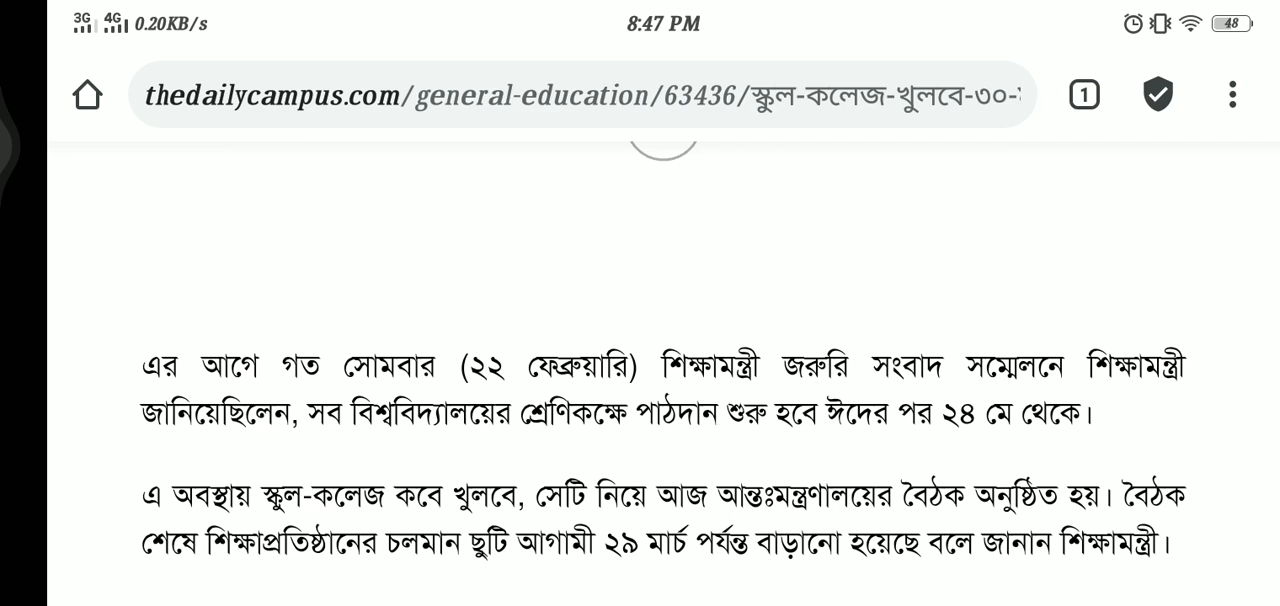 3G 4G 0.20KB/s 8:47 PM 48
thedailycampus.com/general-education/63436/স্কুল-কলেজ-খুলবে-৩০- 1
এর আগে গত সোমবার (২২ ফেব্রুয়ারি) শিক্ষামন্ত্রী জরুরি সংবাদ সম্মেলনে শিক্ষামন্ত্রী
জানিয়েছিলেন, সব বিশ্ববিদ্যালয়ের শ্রেণিকক্ষে পাঠদান শুরু হবে ঈদের পর ২৪ মে থেকে।
এ অবস্থায় স্কুল-কলেজ কবে খুলবে, সেটি নিয়ে আজ আন্তঃমন্ত্রণালয়ের বৈঠক অনুষ্ঠিত হয়। বৈঠক
শেষে শিক্ষাপ্রতিষ্ঠানের চলমান ছুটি আগামী ২৯ মার্চ পর্যন্ত বাড়ানো হয়েছে বলে জানান শিক্ষামন্ত্রী।